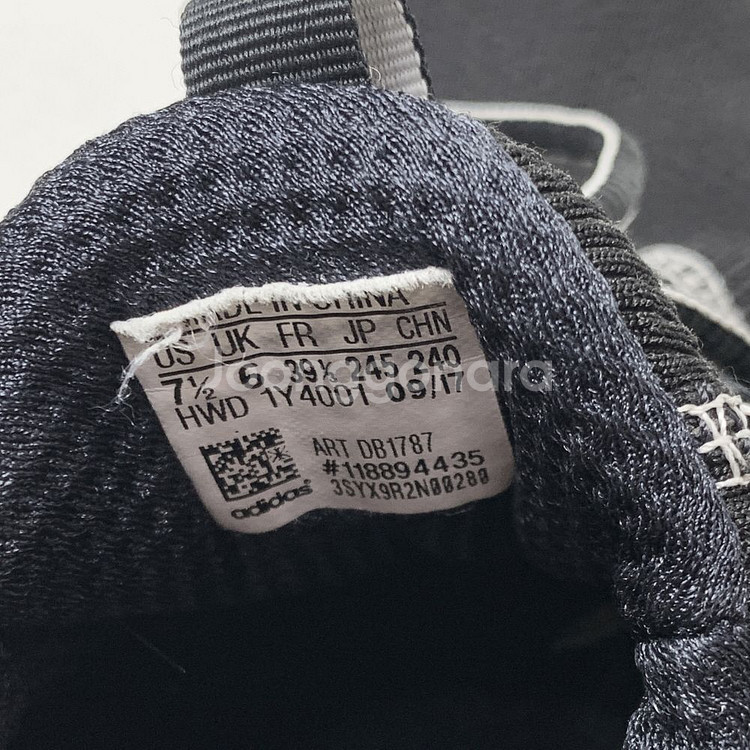 MADE IN CHINA
US UK FR JP CHN
7½ 6 39⅓ 245 240
HWD 1Y4001 09/17
ART DB1787
#118894435
3SYX9R2N00280
adidas